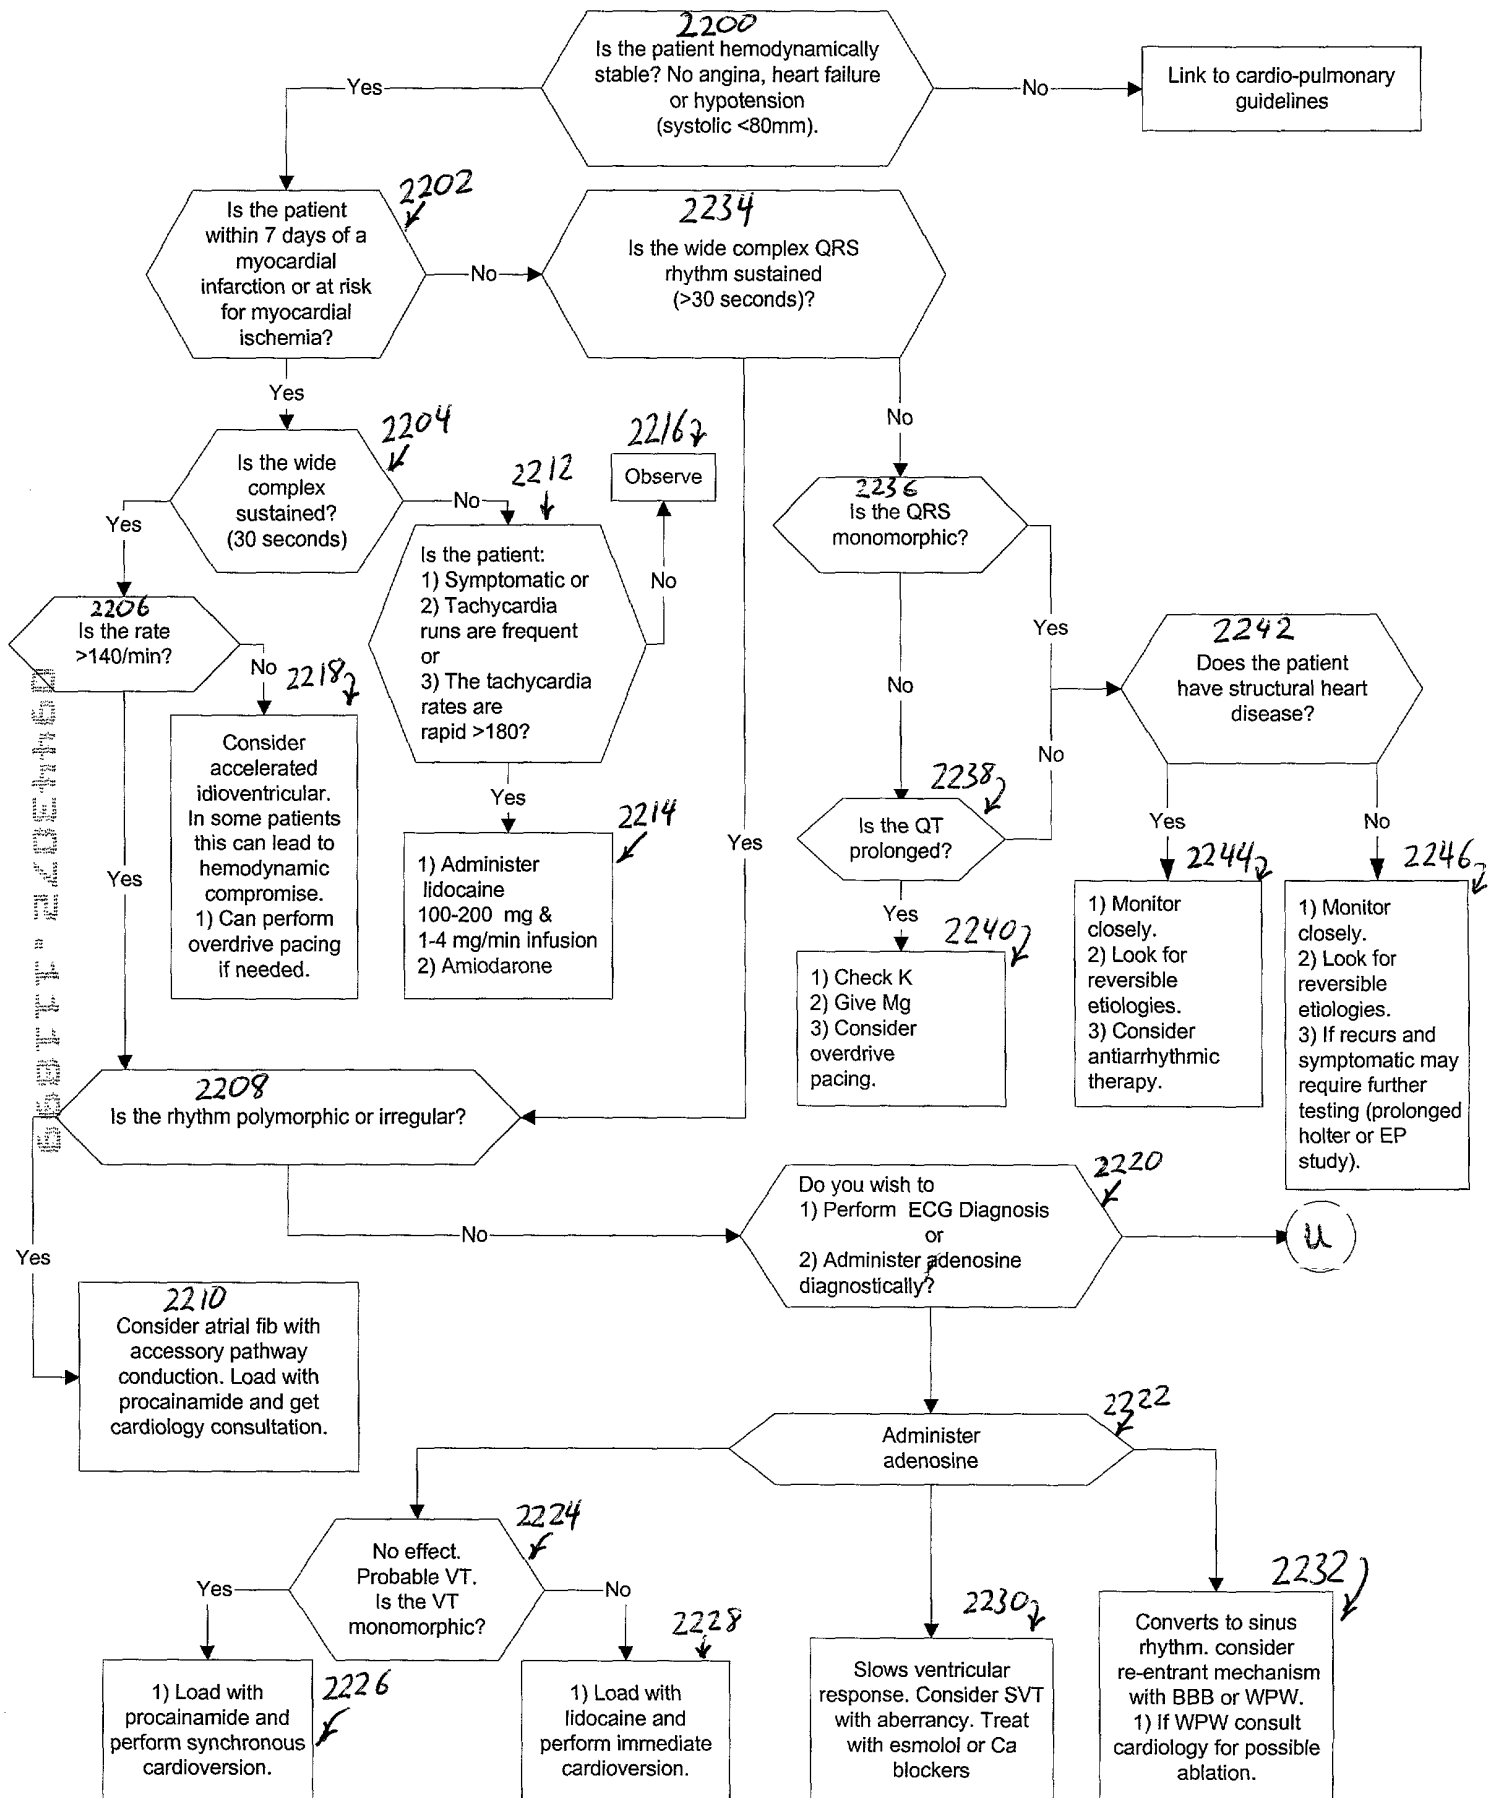 2200
Is the patient hemodynamically
stable? No angina, heart failure
or hypotension
(systolic <80mm).
Yes
No
Link to cardio-pulmonary
guidelines
2202
Is the patient
within 7 days of a
myocardial
infarction or at risk
for myocardial
ischemia?
No
2234
Is the wide complex QRS
rhythm sustained
(>30 seconds)?
Yes
No
2204
Is the wide
complex
sustained?
(30 seconds)
Yes
No
2216
Observe
2212
Is the patient:
1) Symptomatic or
2) Tachycardia
runs are frequent
or
3) The tachycardia
rates are
rapid >180?
No
Yes
2236
Is the QRS
monomorphic?
Yes
No
2206
Is the rate
>140/min?
No
Yes
2218
Consider
accelerated
idioventricular.
In some patients
this can lead to
hemodynamic
compromise.
1) Can perform
overdrive pacing
if needed.
2214
1) Administer
lidocaine
100-200 mg &
1-4 mg/min infusion
2) Amiodarone
Yes
2238
Is the QT
prolonged?
No
Yes
2240
1) Check K
2) Give Mg
3) Consider
overdrive
pacing.
2242
Does the patient
have structural heart
disease?
Yes
No
2244
1) Monitor
closely.
2) Look for
reversible
etiologies.
3) Consider
antiarrhythmic
therapy.
2246
1) Monitor
closely.
2) Look for
reversible
etiologies.
3) If recurs and
symptomatic may
require further
testing (prolonged
holter or EP
study).
2208
Is the rhythm polymorphic or irregular?
Yes
No
2210
Consider atrial fib with
accessory pathway
conduction. Load with
procainamide and get
cardiology consultation.
2220
Do you wish to
1) Perform ECG Diagnosis
or
2) Administer adenosine
diagnostically?
u
2222
Administer
adenosine
2224
No effect.
Probable VT.
Is the VT
monomorphic?
Yes
No
2226
1) Load with
procainamide and
perform synchronous
cardioversion.
2228
1) Load with
lidocaine and
perform immediate
cardioversion.
2230
Slows ventricular
response. Consider SVT
with aberrancy. Treat
with esmolol or Ca
blockers
2232
Converts to sinus
rhythm. consider
re-entrant mechanism
with BBB or WPW.
1) If WPW consult
cardiology for possible
ablation.